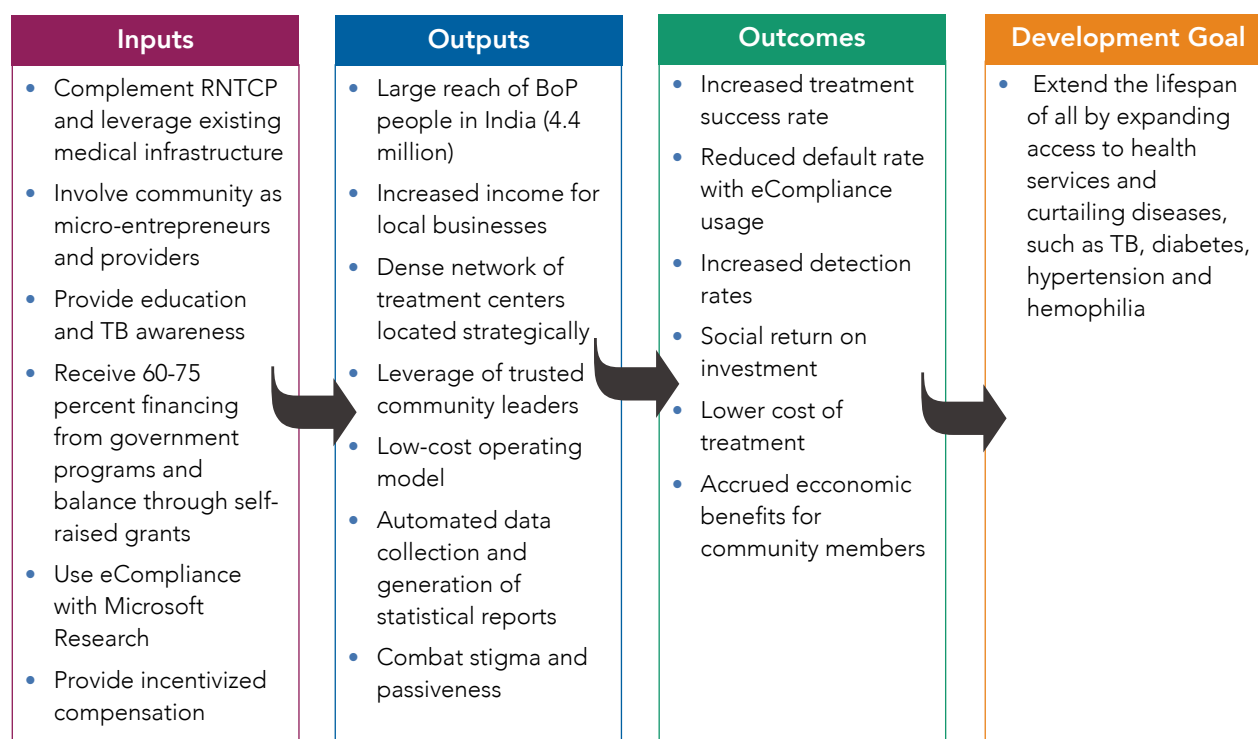 Inputs
Complement RNTCP
and leverage existing
medical infrastructure
Involve community as
micro-entrepreneurs
and providers
Provide education
and TB awareness
Receive 60-75
percent financing
from government
programs and
balance through self-
raised grants
Use eCompliance
with Microsoft
Research
Provide incentivized
compensation
Outputs
Large reach of BoP
people in India (4.4
million)
Increased income for
local businesses
Dense network of
treatment centers
located strategically
Leverage of trusted
community leaders
Low-cost operating
model
Automated data
collection and
generation of
statistical reports
Combat stigma and
passiveness
Outcomes
Increased treatment
success rate
Reduced default rate
with eCompliance
usage
Increased detection
rates
Social return on
investment
Lower cost of
treatment
Accrued ecconomic
benefits for
community members
Development Goal
Extend the lifespan
of all by expanding
access to health
services and
curtailing diseases,
such as TB, diabetes,
hypertension and
hemophilia